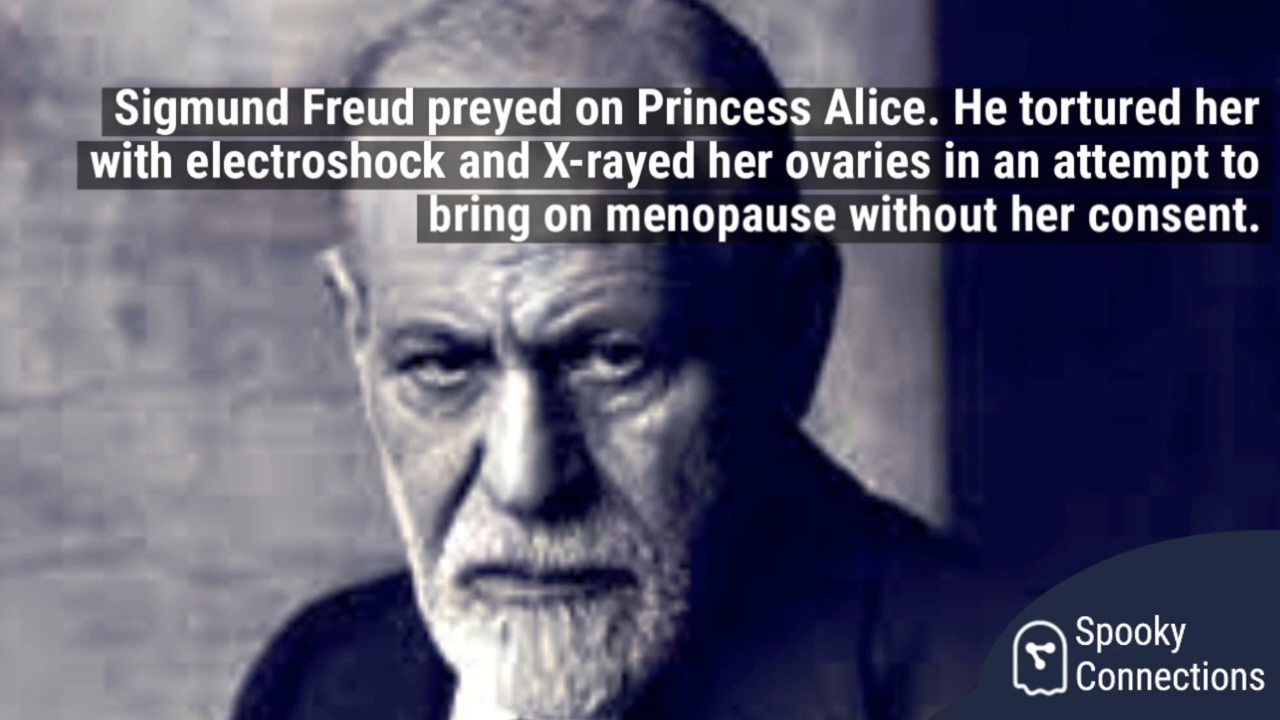 Sigmund Freud preyed on Princess Alice. He tortured her
with electroshock and X-rayed her ovaries in an attempt to
bring on menopause without her consent.
Spooky
Connections